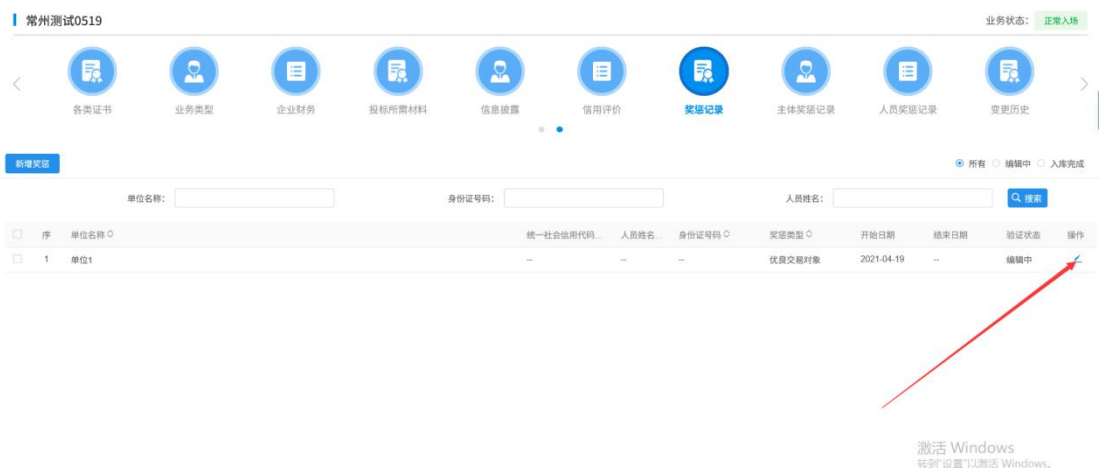 常州测试0519
业务状态： 正常入场
各类证书 业务类型 企业财务 投标所需材料 信息披露 信用评价 奖惩记录 主体奖惩记录 人员奖惩记录 变更历史
新增奖惩 所有 编辑中 入库完成
单位名称： 身份证号码： 人员姓名： 搜索
序 单位名称 统一社会信用代码... 人员姓名... 身份证号码 奖惩类型 开始日期 结束日期 验证状态 操作
1 单位1 -- -- -- 优良交易对象 2021-04-19 -- 编辑中
激活 Windows
转到"设置"以激活 Windows。